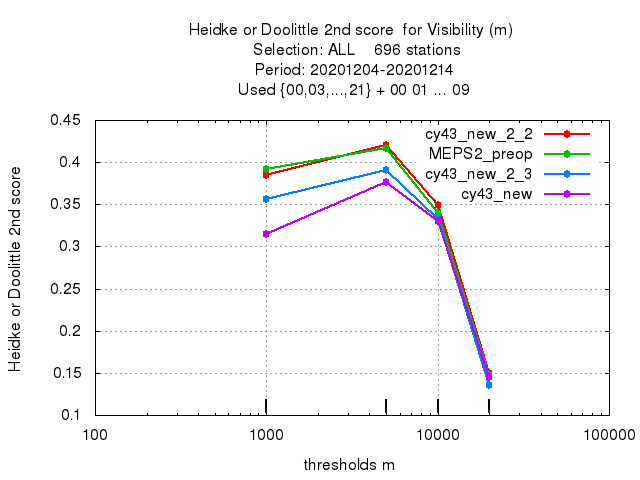 Heidke or Doolittle 2nd score for Visibility (m)
Selection: ALL 696 stations
Period: 20201204-20201214
Used {00,03,...,21} + 00 01 ... 09
Heidke or Doolittle 2nd score
0.45
0.4
0.35
0.3
0.25
0.2
0.15
0.1
cy43_new_2_2
MEPS2_preop
cy43_new_2_3
cy43_new
100
1000
10000
100000
thresholds m